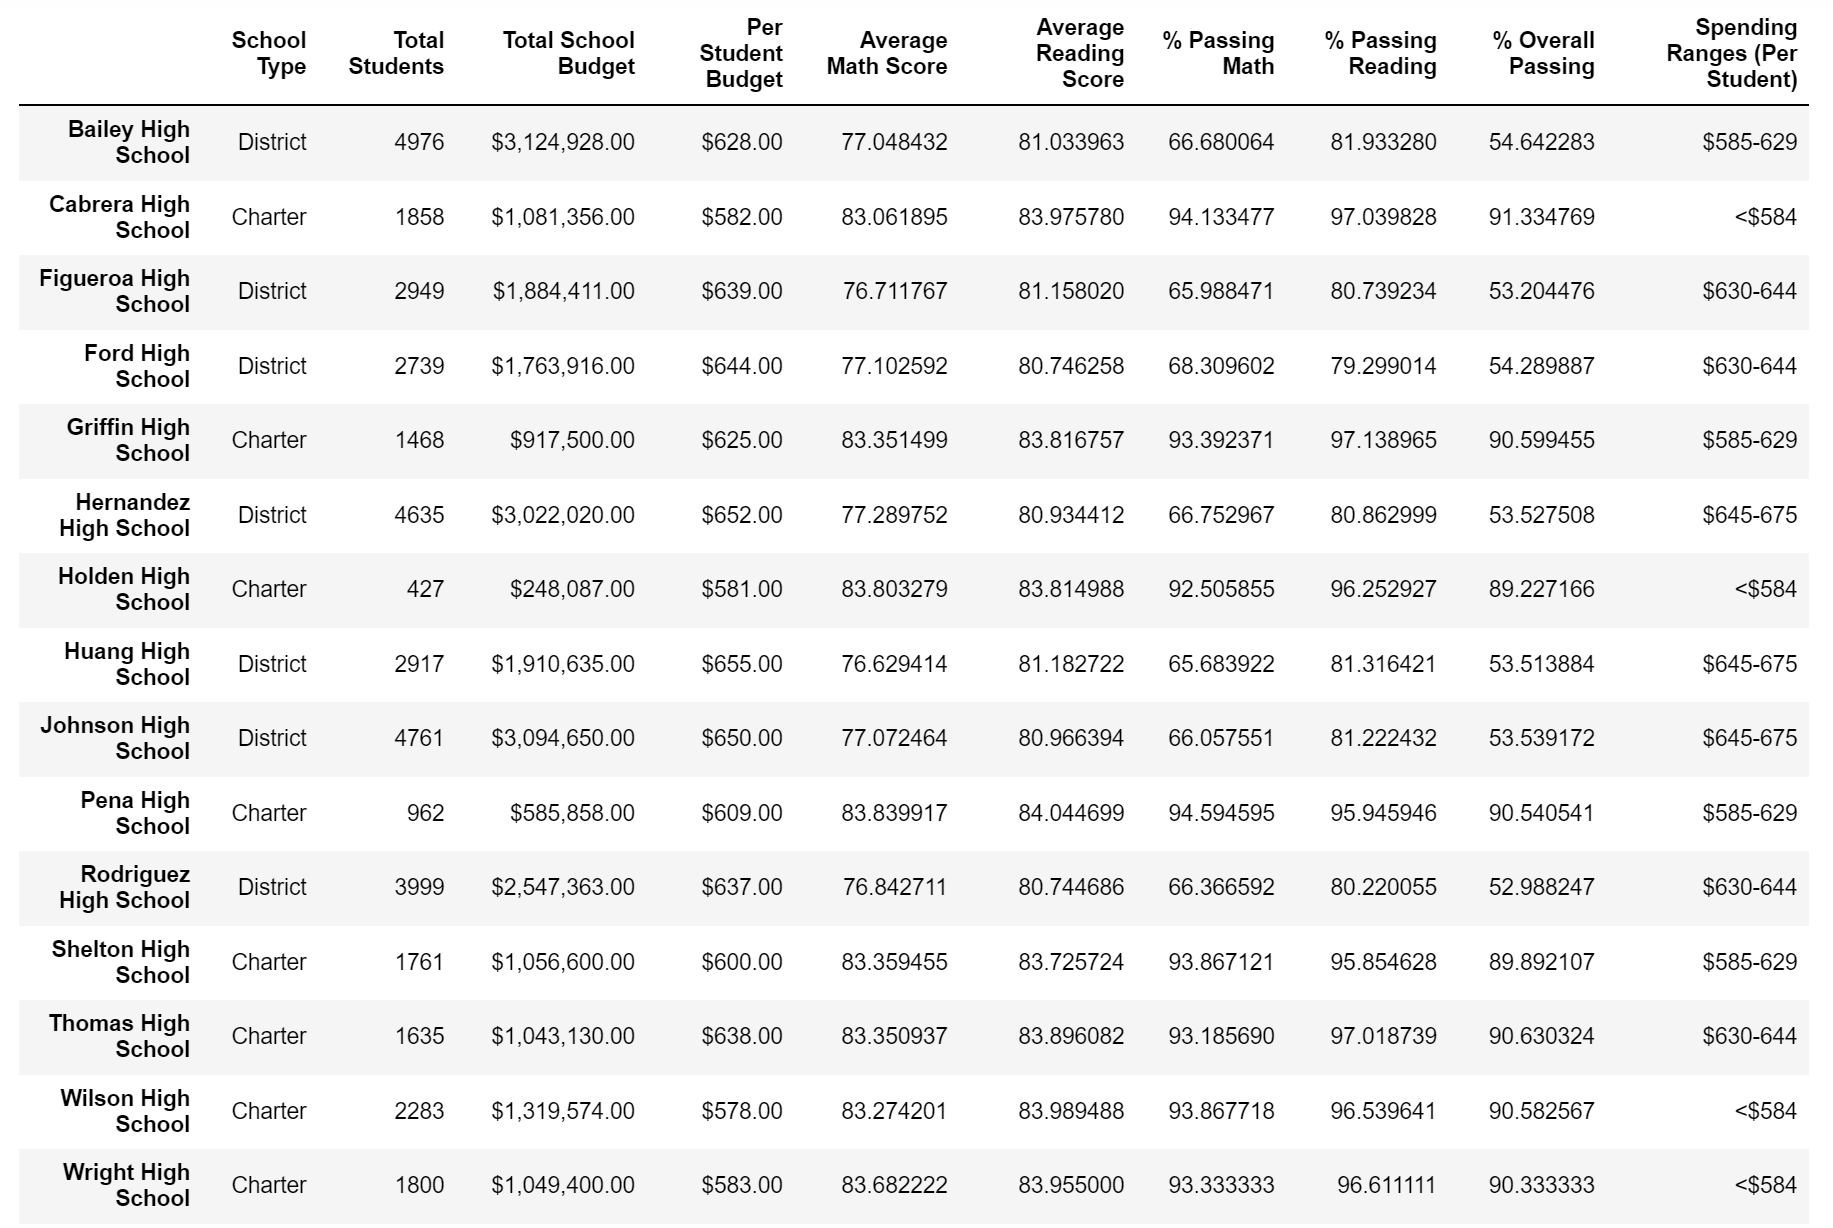 School Type Total Students Total School Budget Per Student Budget Average Math Score Average Reading Score % Passing Math % Passing Reading % Overall Passing Spending Ranges (Per Student)
Bailey High School District 4976 $3,124,928.00 $628.00 77.048432 81.033963 66.680064 81.933280 54.642283 $585-629
Cabrera High School Charter 1858 $1,081,356.00 $582.00 83.061895 83.975780 94.133477 97.039828 91.334769 <$584
Figueroa High School District 2949 $1,884,411.00 $639.00 76.711767 81.158020 65.988471 80.739234 53.204476 $630-644
Ford High School District 2739 $1,763,916.00 $644.00 77.102592 80.746258 68.309602 79.299014 54.289887 $630-644
Griffin High School Charter 1468 $917,500.00 $625.00 83.351499 83.816757 93.392371 97.138965 90.599455 $585-629
Hernandez High School District 4635 $3,022,020.00 $652.00 77.289752 80.934412 66.752967 80.862999 53.527508 $645-675
Holden High School Charter 427 $248,087.00 $581.00 83.803279 83.814988 92.505855 96.252927 89.227166 <$584
Huang High School District 2917 $1,910,635.00 $655.00 76.629414 81.182722 65.683922 81.316421 53.513884 $645-675
Johnson High School District 4761 $3,094,650.00 $650.00 77.072464 80.966394 66.057551 81.222432 53.539172 $645-675
Pena High School Charter 962 $585,858.00 $609.00 83.839917 84.044699 94.594595 95.945946 90.540541 $585-629
Rodriguez High School District 3999 $2,547,363.00 $637.00 76.842711 80.744686 66.366592 80.220055 52.988247 $630-644
Shelton High School Charter 1761 $1,056,600.00 $600.00 83.359455 83.725724 93.867121 95.854628 89.892107 $585-629
Thomas High School Charter 1635 $1,043,130.00 $638.00 83.350937 83.896082 93.185690 97.018739 90.630324 $630-644
Wilson High School Charter 2283 $1,319,574.00 $578.00 83.274201 83.989488 93.867718 96.539641 90.582567 <$584
Wright High School Charter 1800 $1,049,400.00 $583.00 83.682222 83.955000 93.333333 96.611111 90.333333 <$584